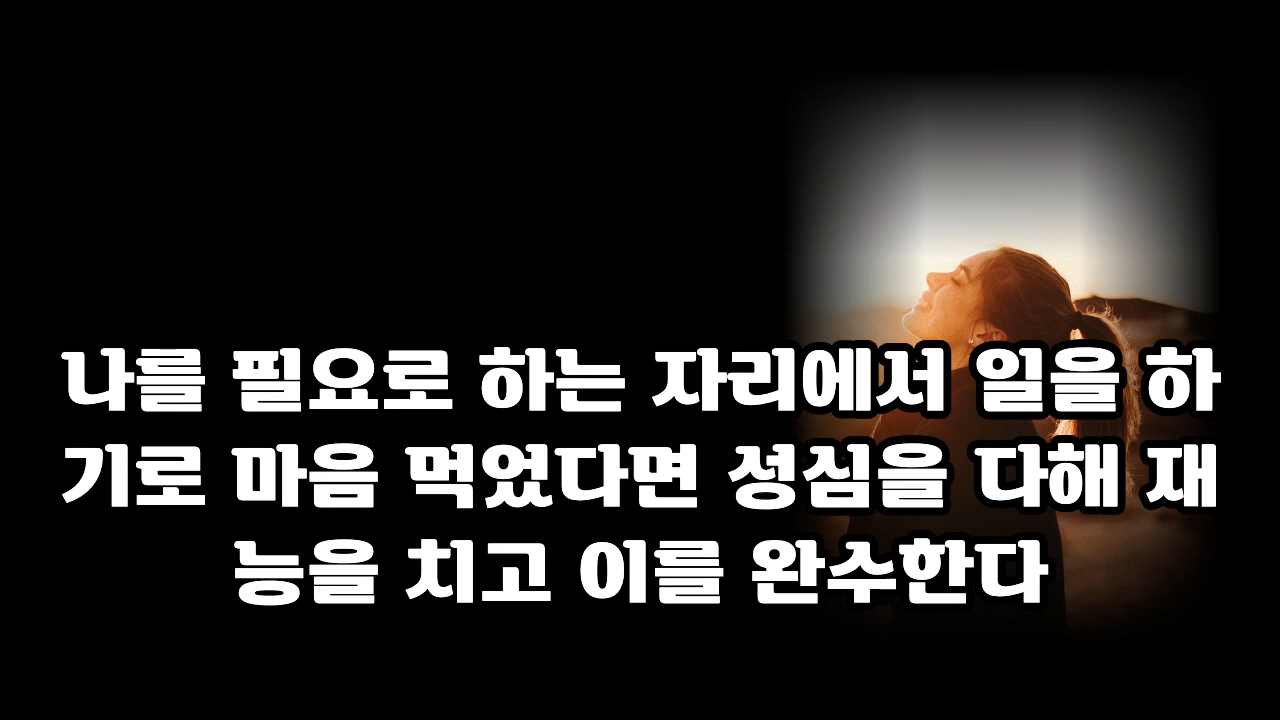 나를 필요로 하는 자리에서 일을 하
기로 마음 먹었다면 성심을 다해 재
능을 치고 이를 완수한다